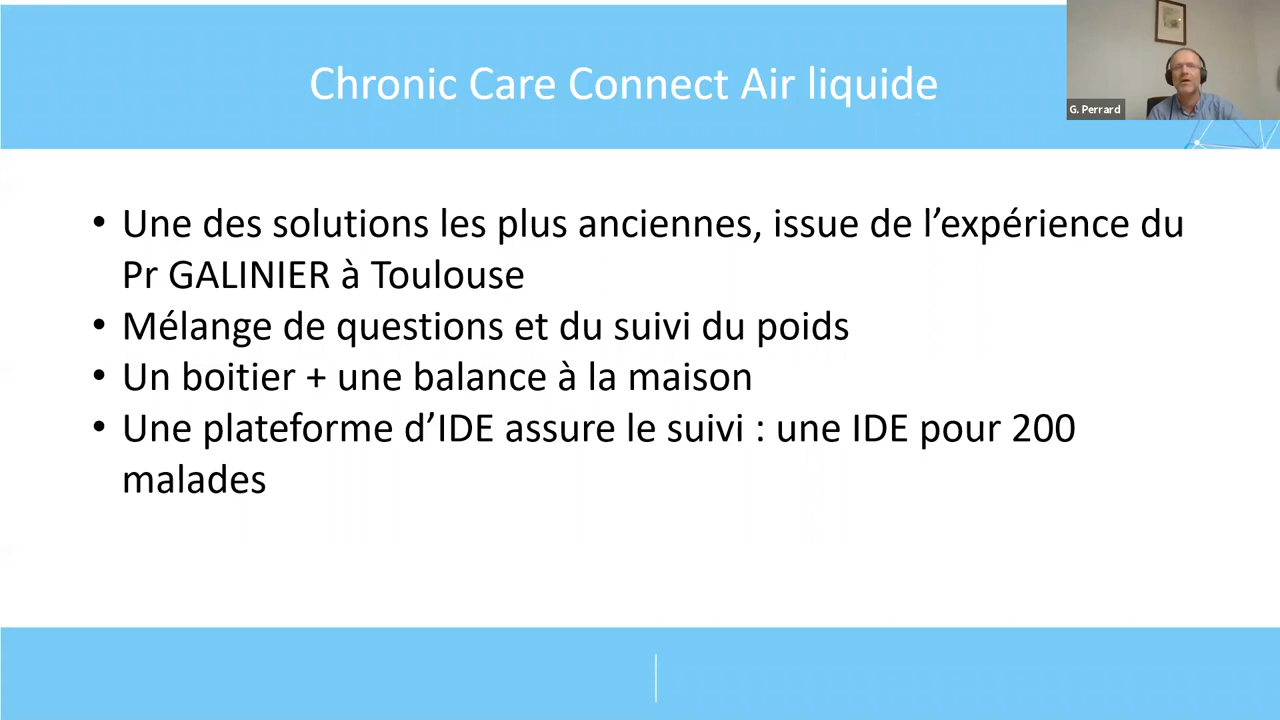 Chronic Care Connect Air liquide
G. Perrard
• Une des solutions les plus anciennes, issue de l’expérience du
Pr GALINIER à Toulouse
• Mélange de questions et du suivi du poids
• Un boitier + une balance à la maison
• Une plateforme d’IDE assure le suivi : une IDE pour 200
malades